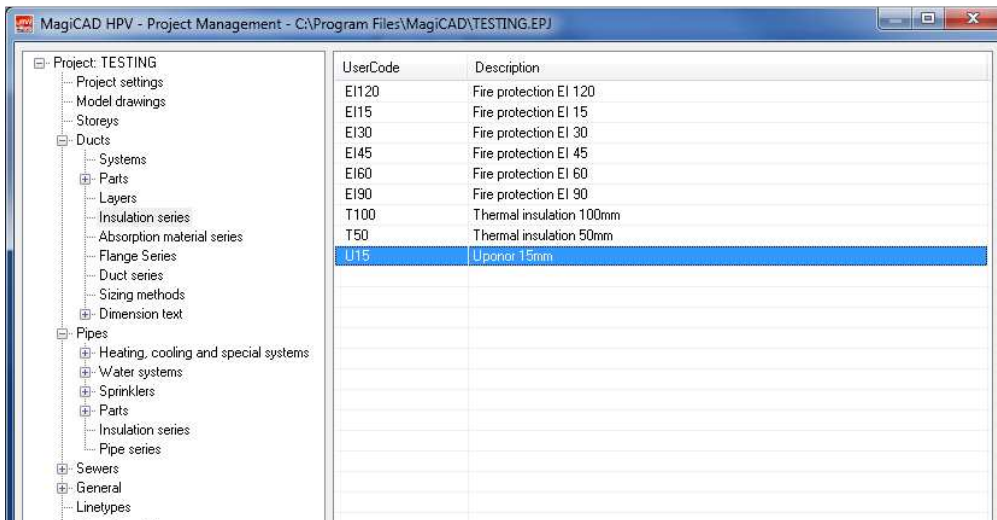 MagiCAD HPV - Project Management - C:\Program Files\MagiCAD\TESTING.EPJ
Project: TESTING
Project settings
Model drawings
Storeys
Ducts
Systems
Parts
Layers
Insulation series
Absorption material series
Flange Series
Duct series
Sizing methods
Dimension text
Pipes
Heating, cooling and special systems
Water systems
Sprinklers
Parts
Insulation series
Pipe series
Sewers
General
Linetypes
UserCode Description
EI120 Fire protection EI 120
EI15 Fire protection EI 15
EI30 Fire protection EI 30
EI45 Fire protection EI 45
EI60 Fire protection EI 60
EI90 Fire protection EI 90
T100 Thermal insulation 100mm
T50 Thermal insulation 50mm
U15 Uponor 15mm